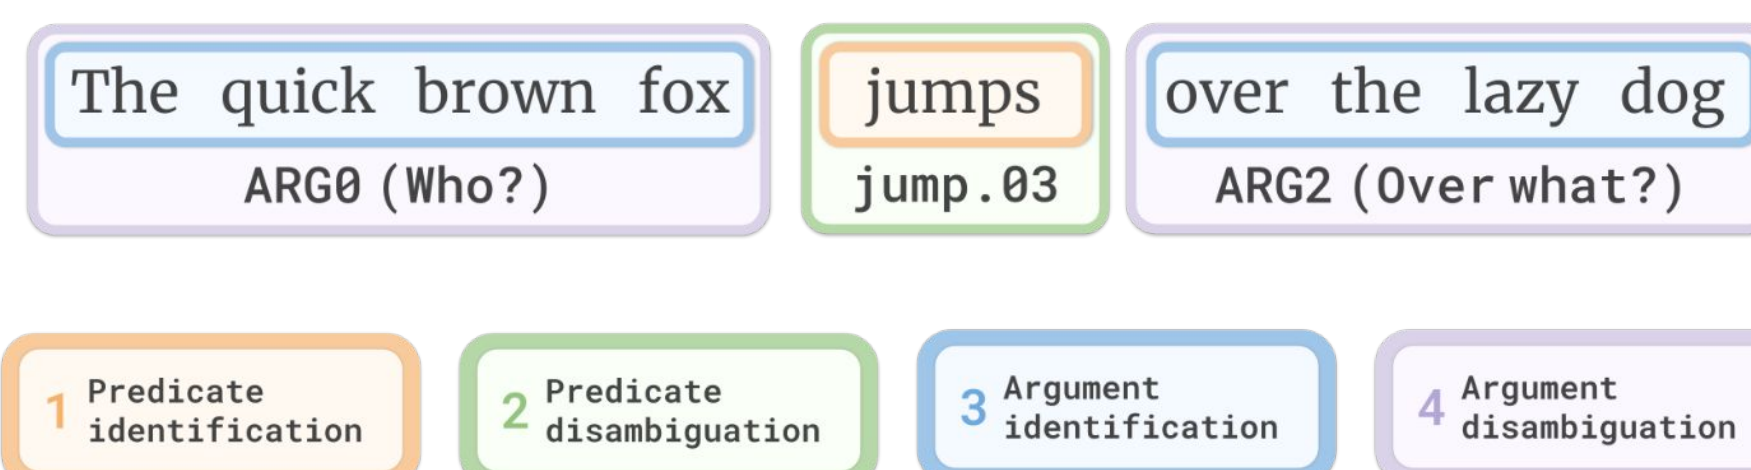 The quick brown fox jumps over the lazy dog
ARG0 (Who?) jump.03 ARG2 (Over what?)
1 Predicate identification
2 Predicate disambiguation
3 Argument identification
4 Argument disambiguation